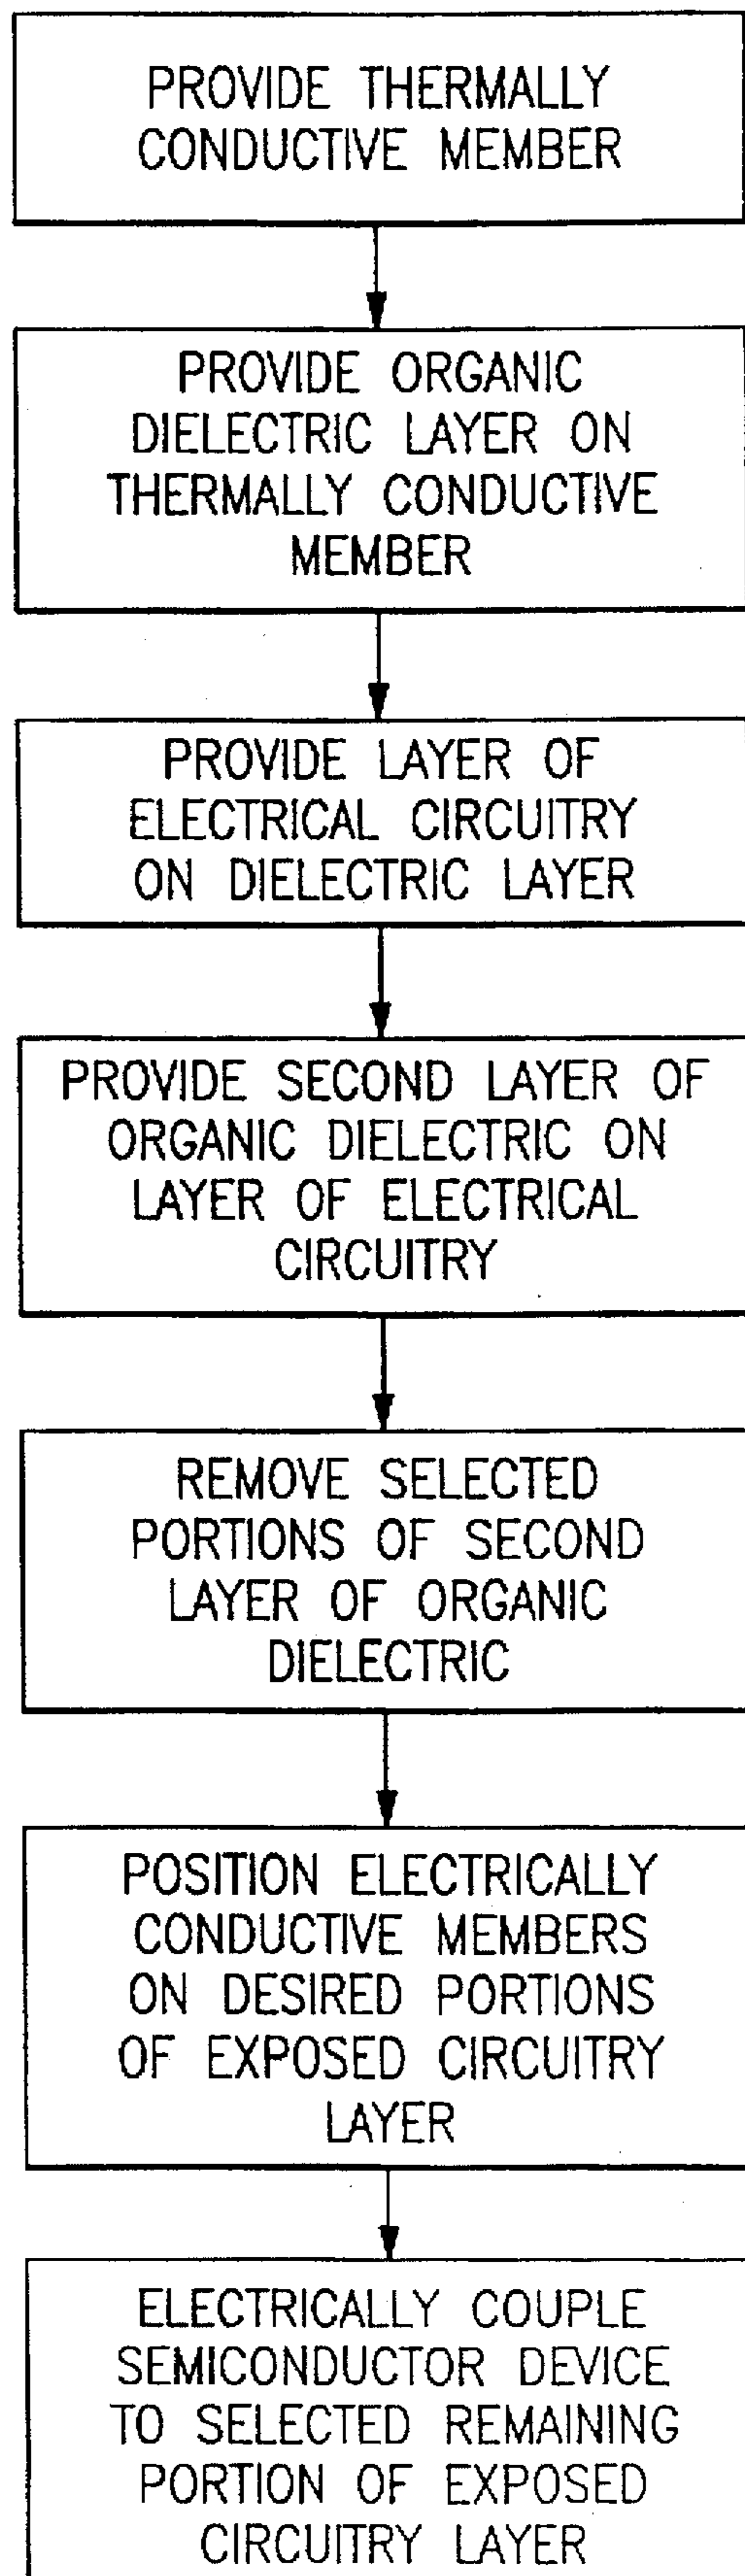 PROVIDE THERMALLY
CONDUCTIVE MEMBER
PROVIDE ORGANIC
DIELECTRIC LAYER ON
THERMALLY CONDUCTIVE
MEMBER
PROVIDE LAYER OF
ELECTRICAL CIRCUITRY
ON DIELECTRIC LAYER
PROVIDE SECOND LAYER OF
ORGANIC DIELECTRIC ON
LAYER OF ELECTRICAL
CIRCUITRY
REMOVE SELECTED
PORTIONS OF SECOND
LAYER OF ORGANIC
DIELECTRIC
POSITION ELECTRICALLY
CONDUCTIVE MEMBERS
ON DESIRED PORTIONS
OF EXPOSED CIRCUITRY
LAYER
ELECTRICALLY COUPLE
SEMICONDUCTOR DEVICE
TO SELECTED REMAINING
PORTION OF EXPOSED
CIRCUITRY LAYER